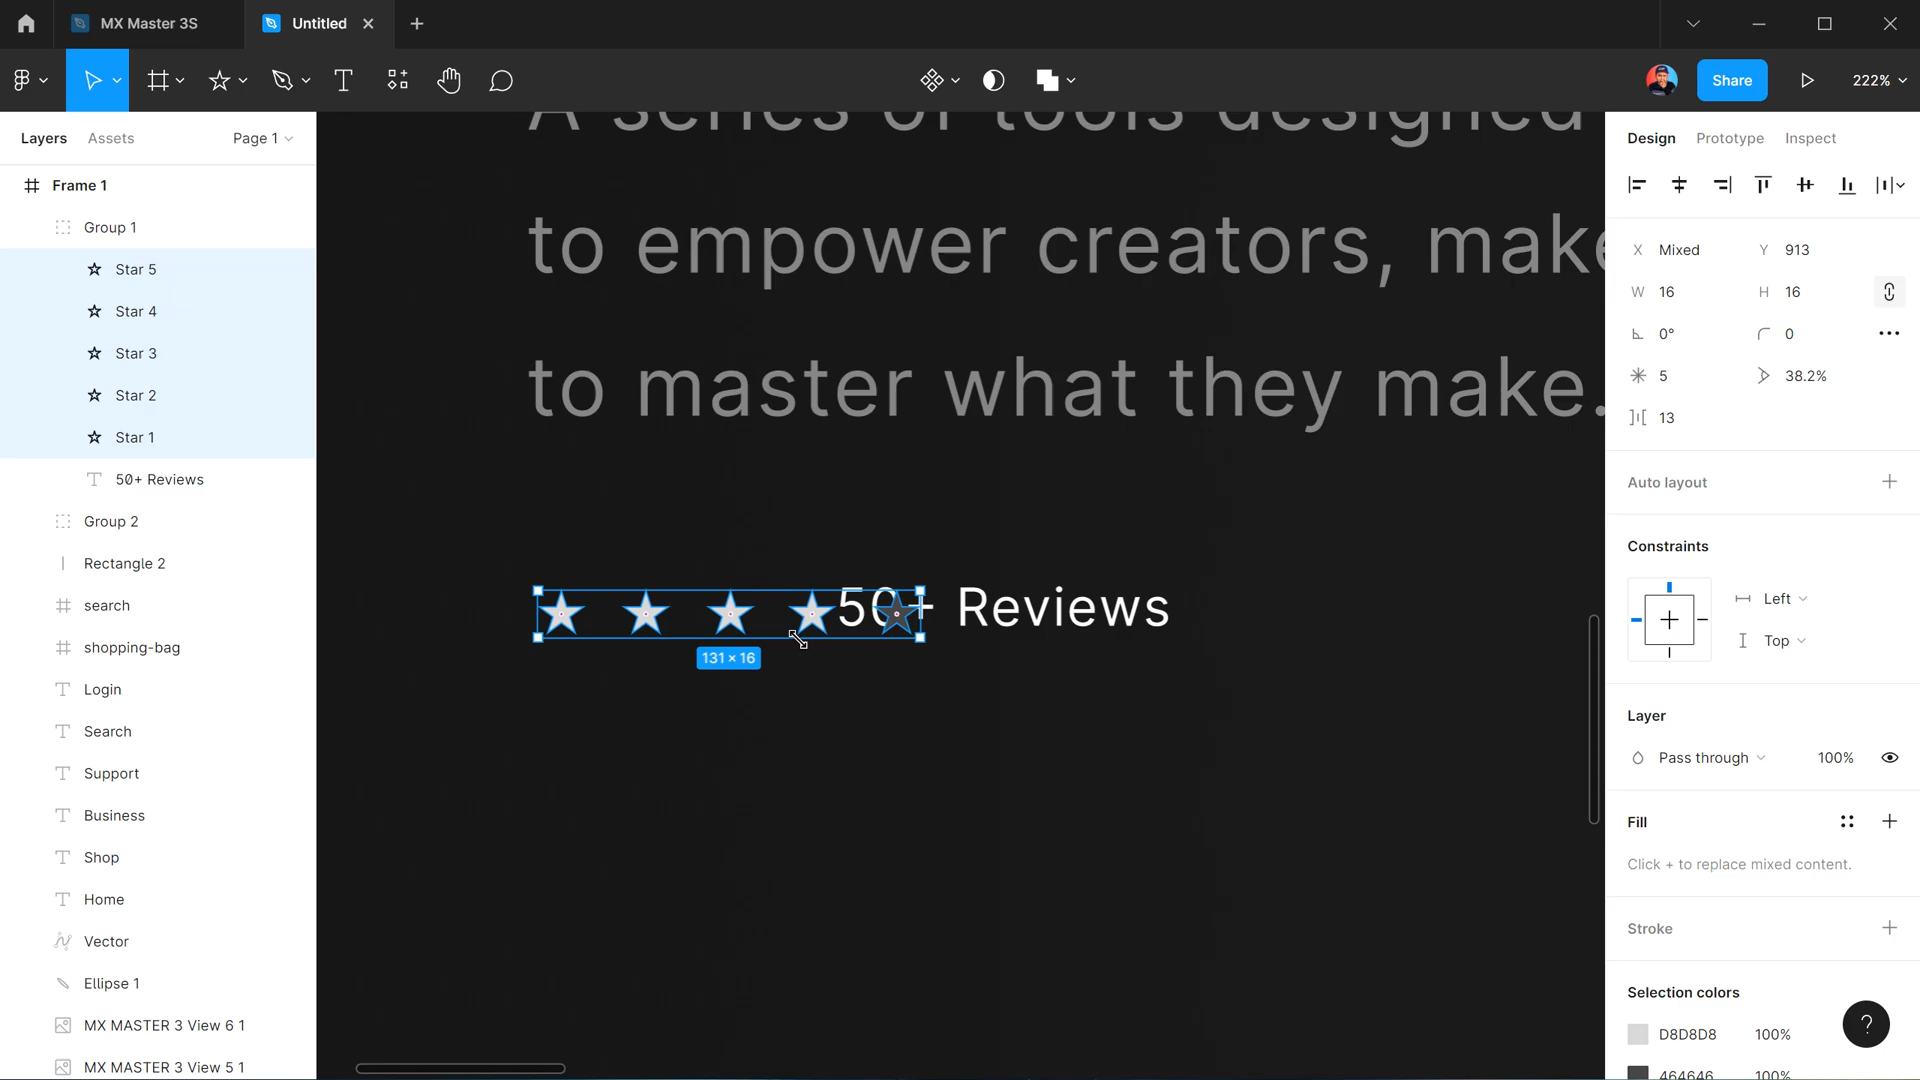 MX Master 3S
Untitled
Share
222%
Layers
Assets
Page 1
Frame 1
Group 1
Star 5
Star 4
Star 3
Star 2
Star 1
50+ Reviews
Group 2
Rectangle 2
search
shopping-bag
Login
Search
Support
Business
Shop
Home
Vector
Ellipse 1
MX MASTER 3 View 6 1
MX MASTER 3 View 5 1
A series of tools designed
to empower creators, make
to master what they make.
50+ Reviews
131 × 16
Design
Prototype
Inspect
X Mixed
Y 913
W 16
H 16
0°
0
5
38.2%
13
Auto layout
Constraints
Left
Top
Layer
Pass through
100%
Fill
Click + to replace mixed content.
Stroke
Selection colors
D8D8D8
100%
464646
100%
?